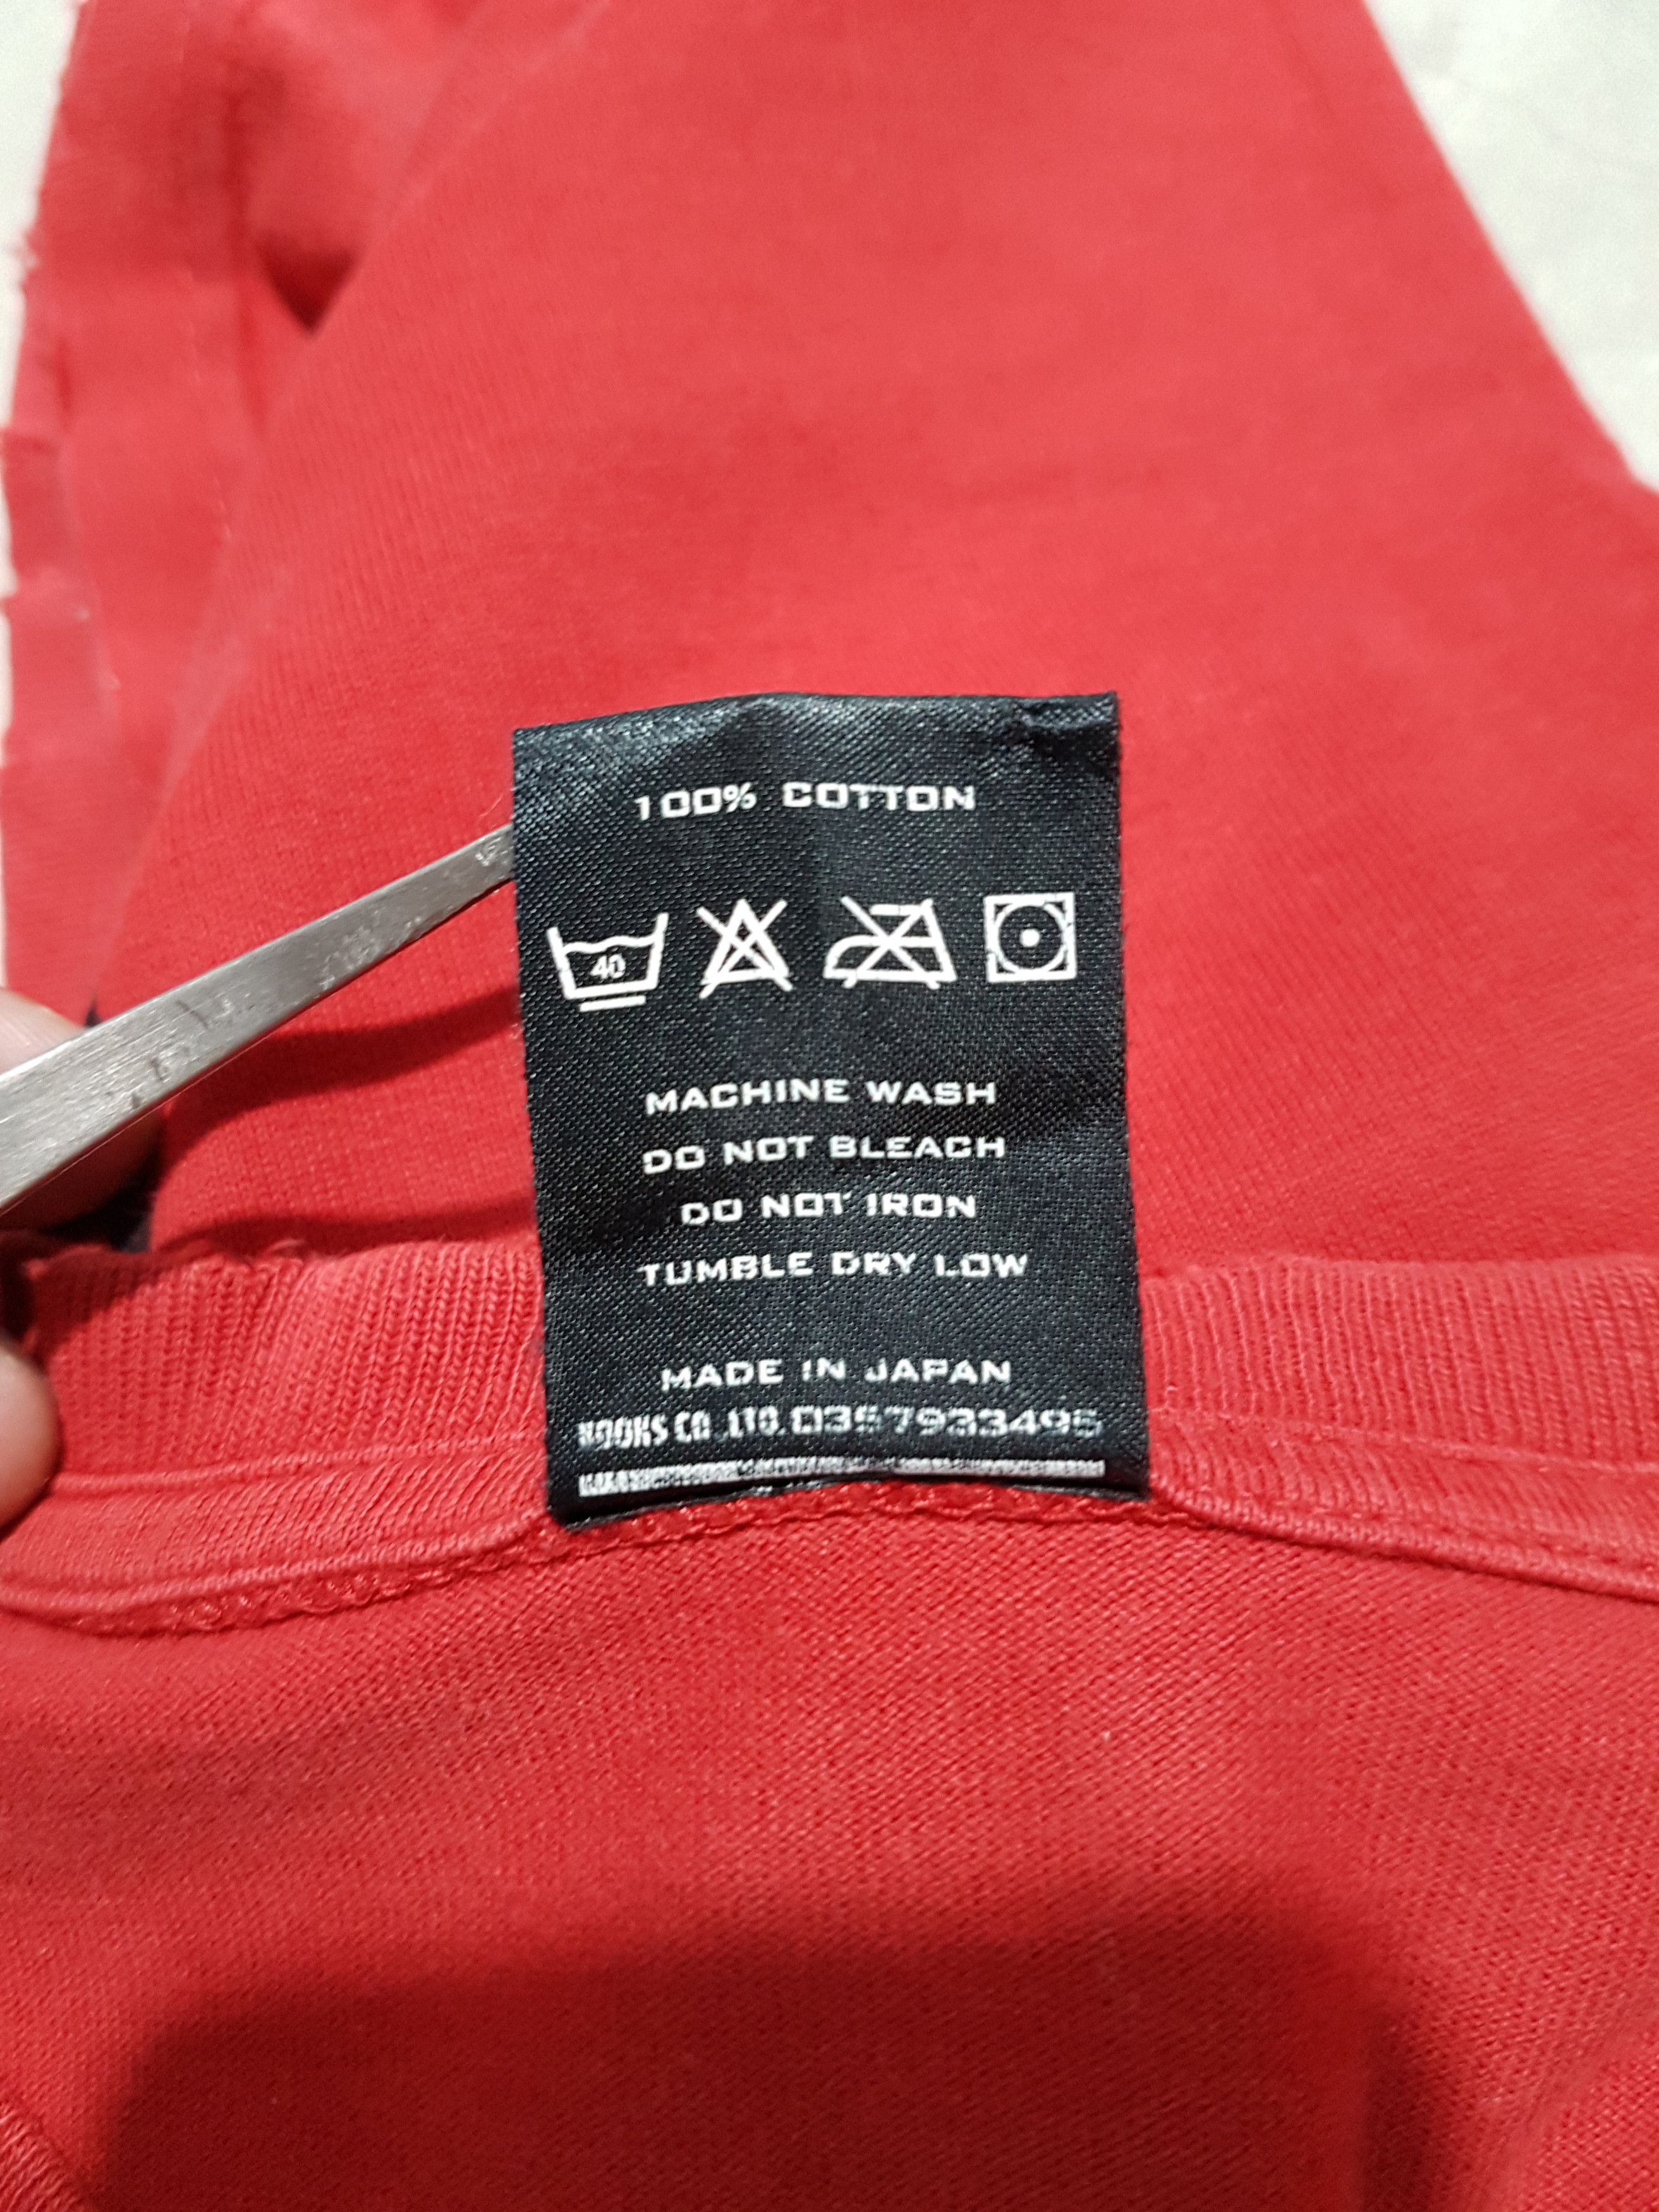 100% COTTON
40
MACHINE WASH
DO NOT BLEACH
DO NOT IRON
TUMBLE DRY LOW
MADE IN JAPAN
CO.,LTD. 0357933495